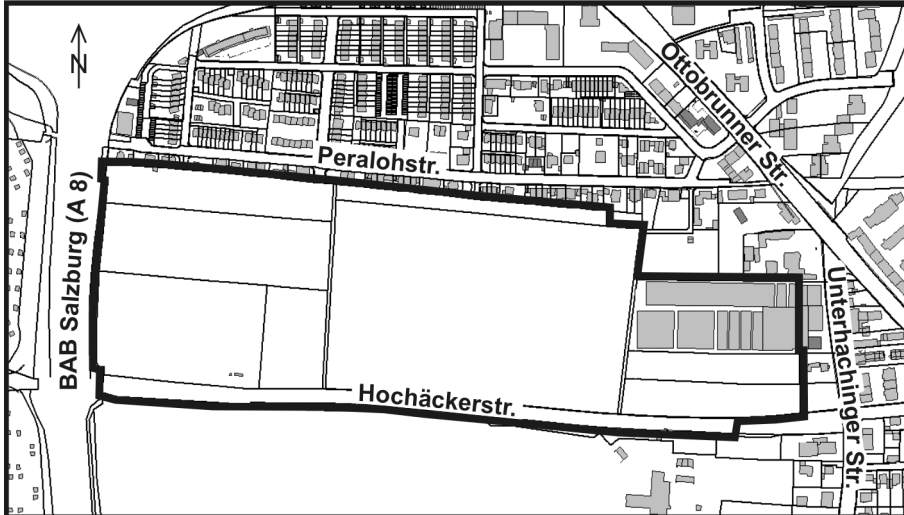 N
Ottobrunner Str.
Peralohstr.
BAB Salzburg (A 8)
Unterhachinger Str.
Hochäckerstr.